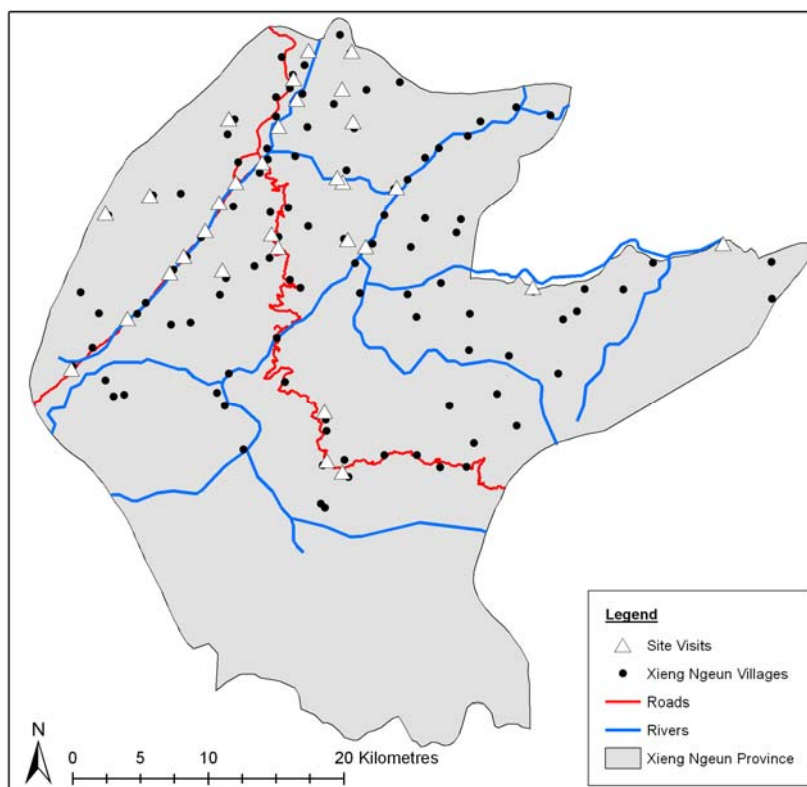 Legend
Site Visits
Xieng Ngeun Villages
Roads
Rivers
Xieng Ngeun Province
N
0 5 10 20 Kilometres